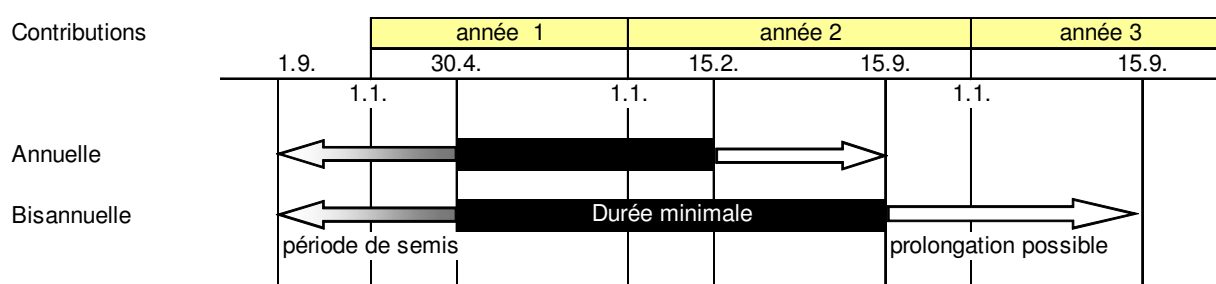 Contributions année 1 année 2 année 3
1.9. 30.4. 15.2. 15.9. 15.9.
1.1. 1.1. 1.1.
Annuelle
Bisannuelle Durée minimale
période de semis prolongation possible